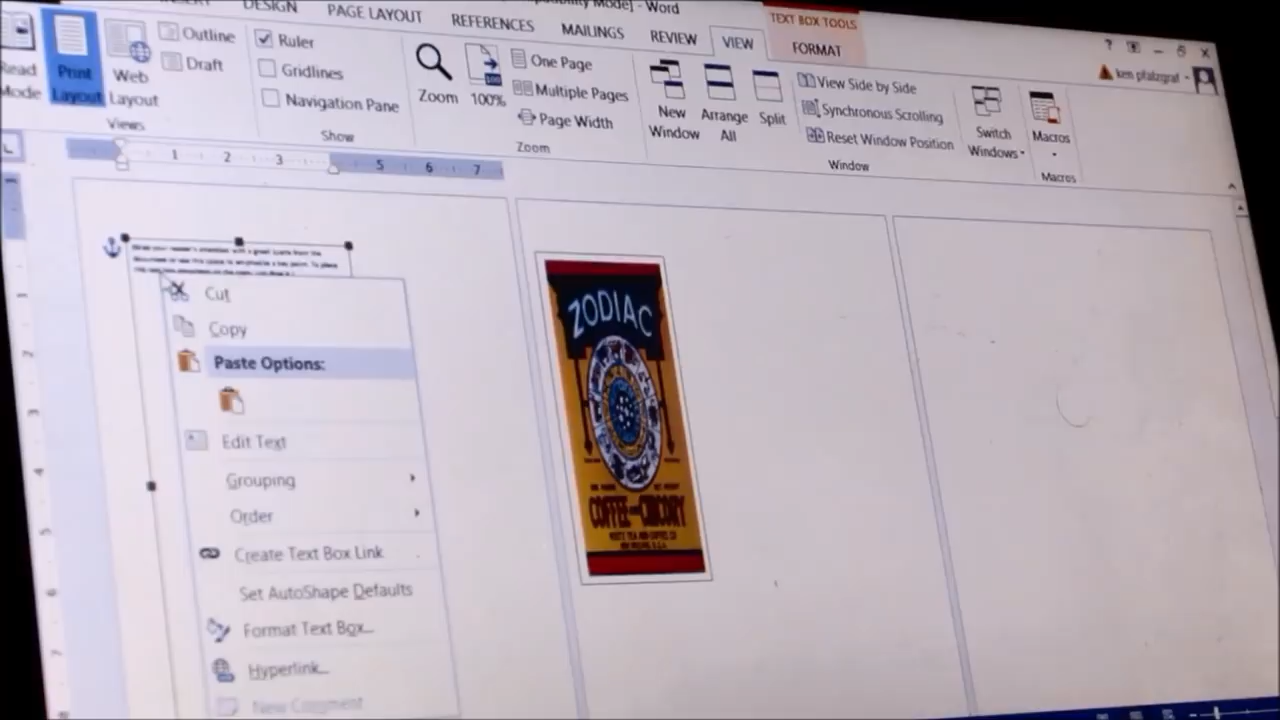 Mode] - Word
TEXT BOX TOOLS
DESIGN
PAGE LAYOUT
REFERENCES
MAILINGS
REVIEW
VIEW
FORMAT
ken pfalzgraf
Read
Mode
Print
Layout
Web
Layout
Outline
Draft
Views
Ruler
Gridlines
Navigation Pane
Show
Zoom
100%
One Page
Multiple Pages
Page Width
Zoom
New
Window
Arrange
All
Split
View Side by Side
Synchronous Scrolling
Reset Window Position
Window
Switch
Windows
Macros
Macros
1 2 3 5 6 7
Cut
Copy
Paste Options:
Edit Text
Grouping
Order
Create Text Box Link
Set AutoShape Defaults
Format Text Box...
Hyperlink...
New Comment
ZODIAC
COFFEE AND CHICORY